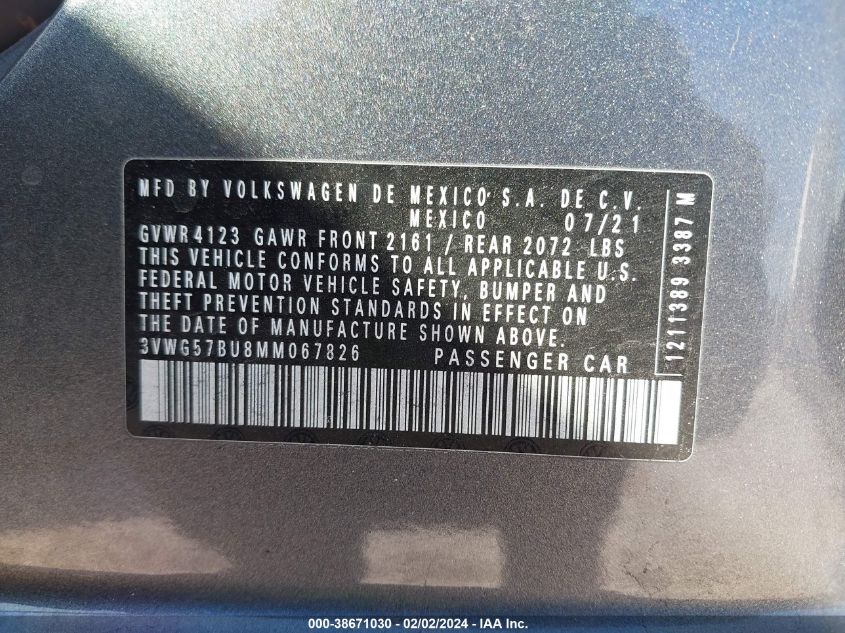 MFD BY VOLKSWAGEN DE MEXICO S.A. DE C.V.
MEXICO 07/21
GVWR 4123 GAWR FRONT 2161 / REAR 2072 LBS
THIS VEHICLE CONFORMS TO ALL APPLICABLE U.S.
FEDERAL MOTOR VEHICLE SAFETY, BUMPER AND
THEFT PREVENTION STANDARDS IN EFFECT ON
THE DATE OF MANUFACTURE SHOWN ABOVE.
3VWG57BU8MM067826 PASSENGER CAR
1211389 3387 M
000-38671030 - 02/02/2024 - IAAI.com.